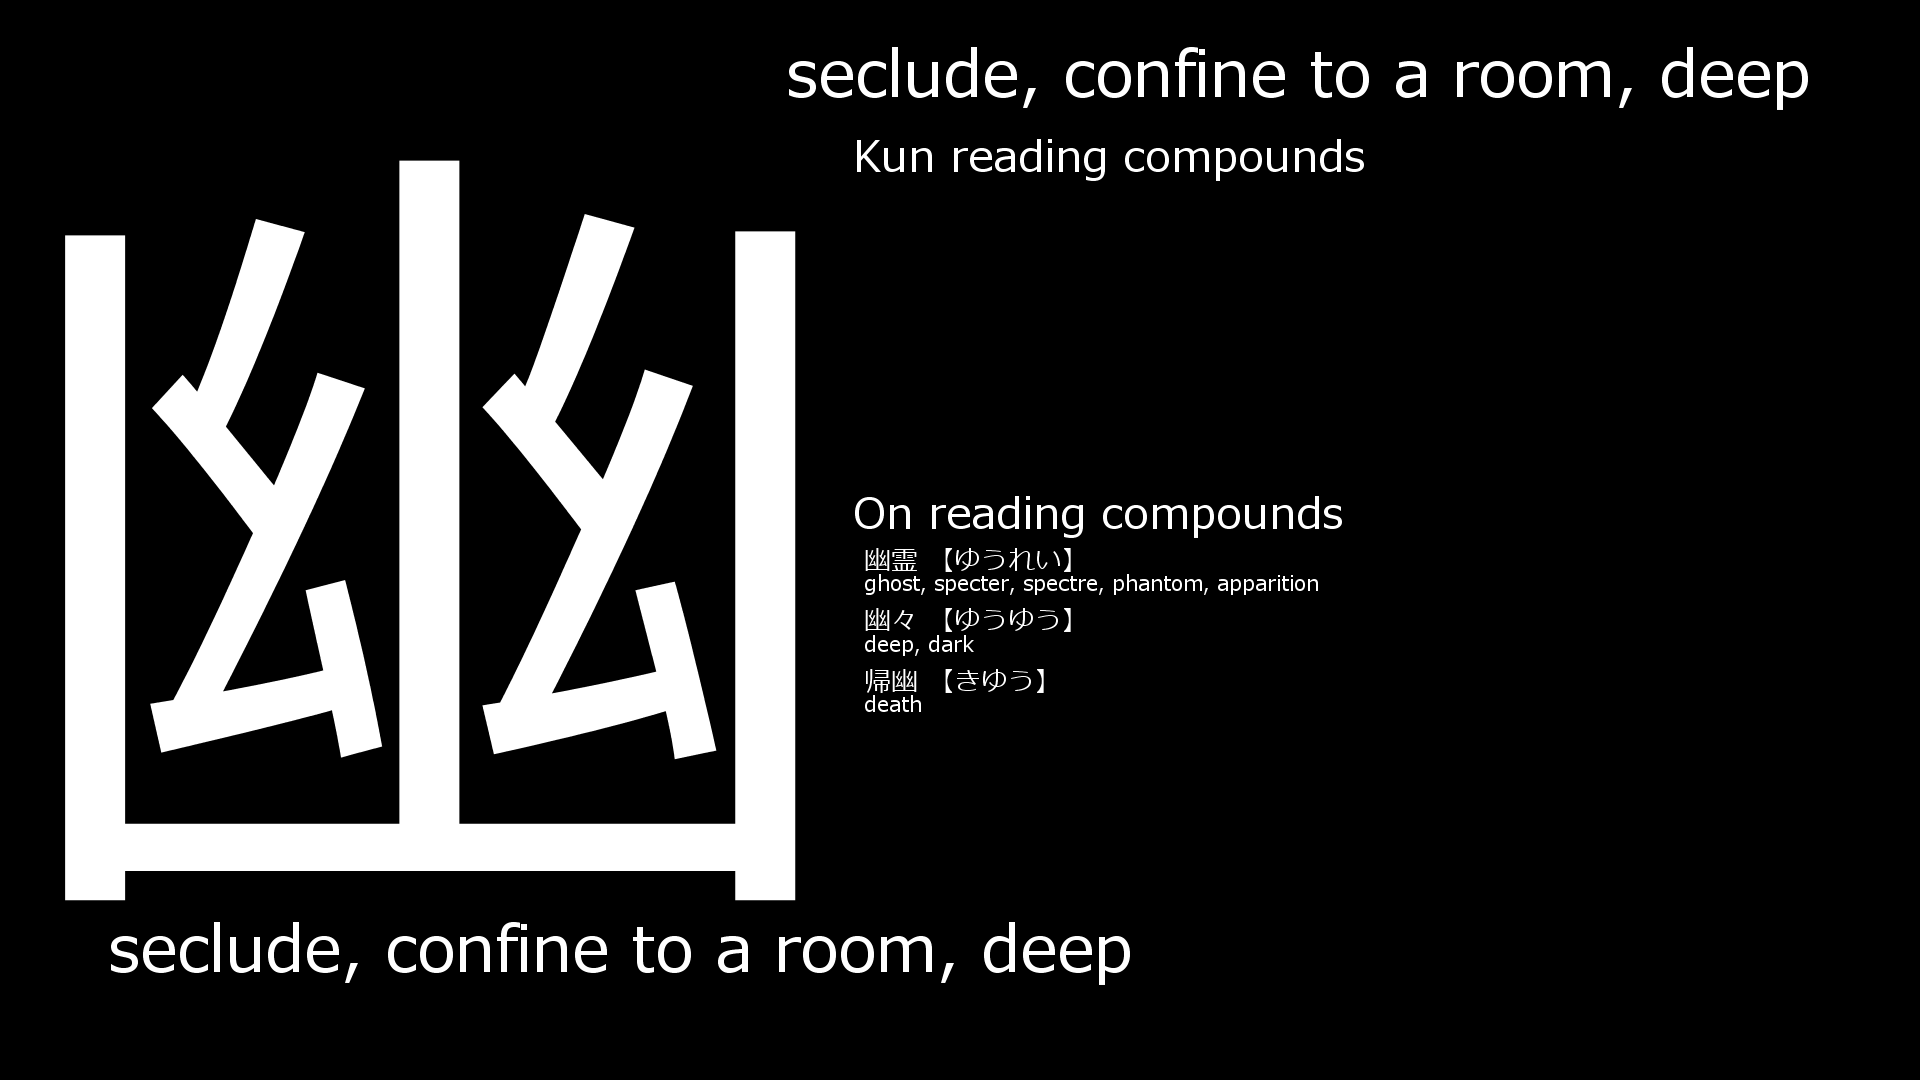 seclude, confine to a room, deep
Kun reading compounds
幽
On reading compounds
幽霊 【ゆうれい】
ghost, specter, spectre, phantom, apparition
幽々 【ゆうゆう】
deep, dark
帰幽 【きゆう】
death
seclude, confine to a room, deep